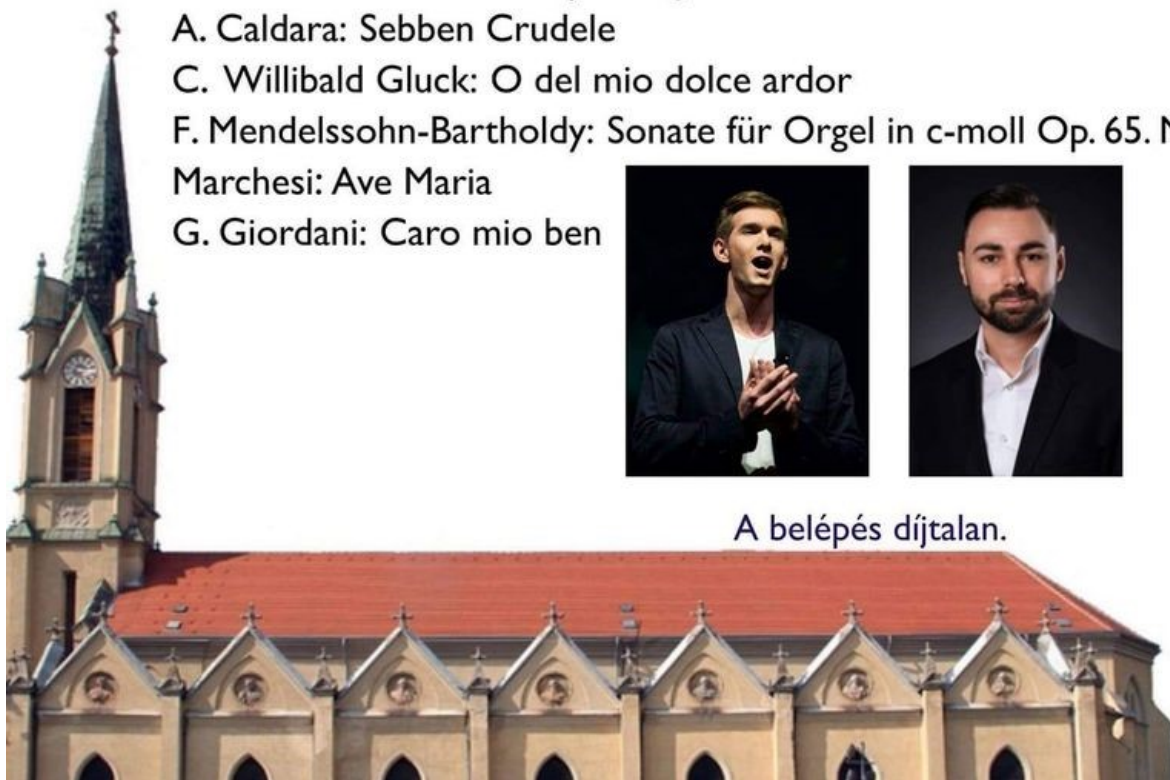 A. Caldara: Sebben Crudele
C. Willibald Gluck: O del mio dolce ardor
F. Mendelssohn-Bartholdy: Sonate für Orgel in c-moll Op. 65.
Marchesi: Ave Maria
G. Giordani: Caro mio ben
A belépés díjtalan.